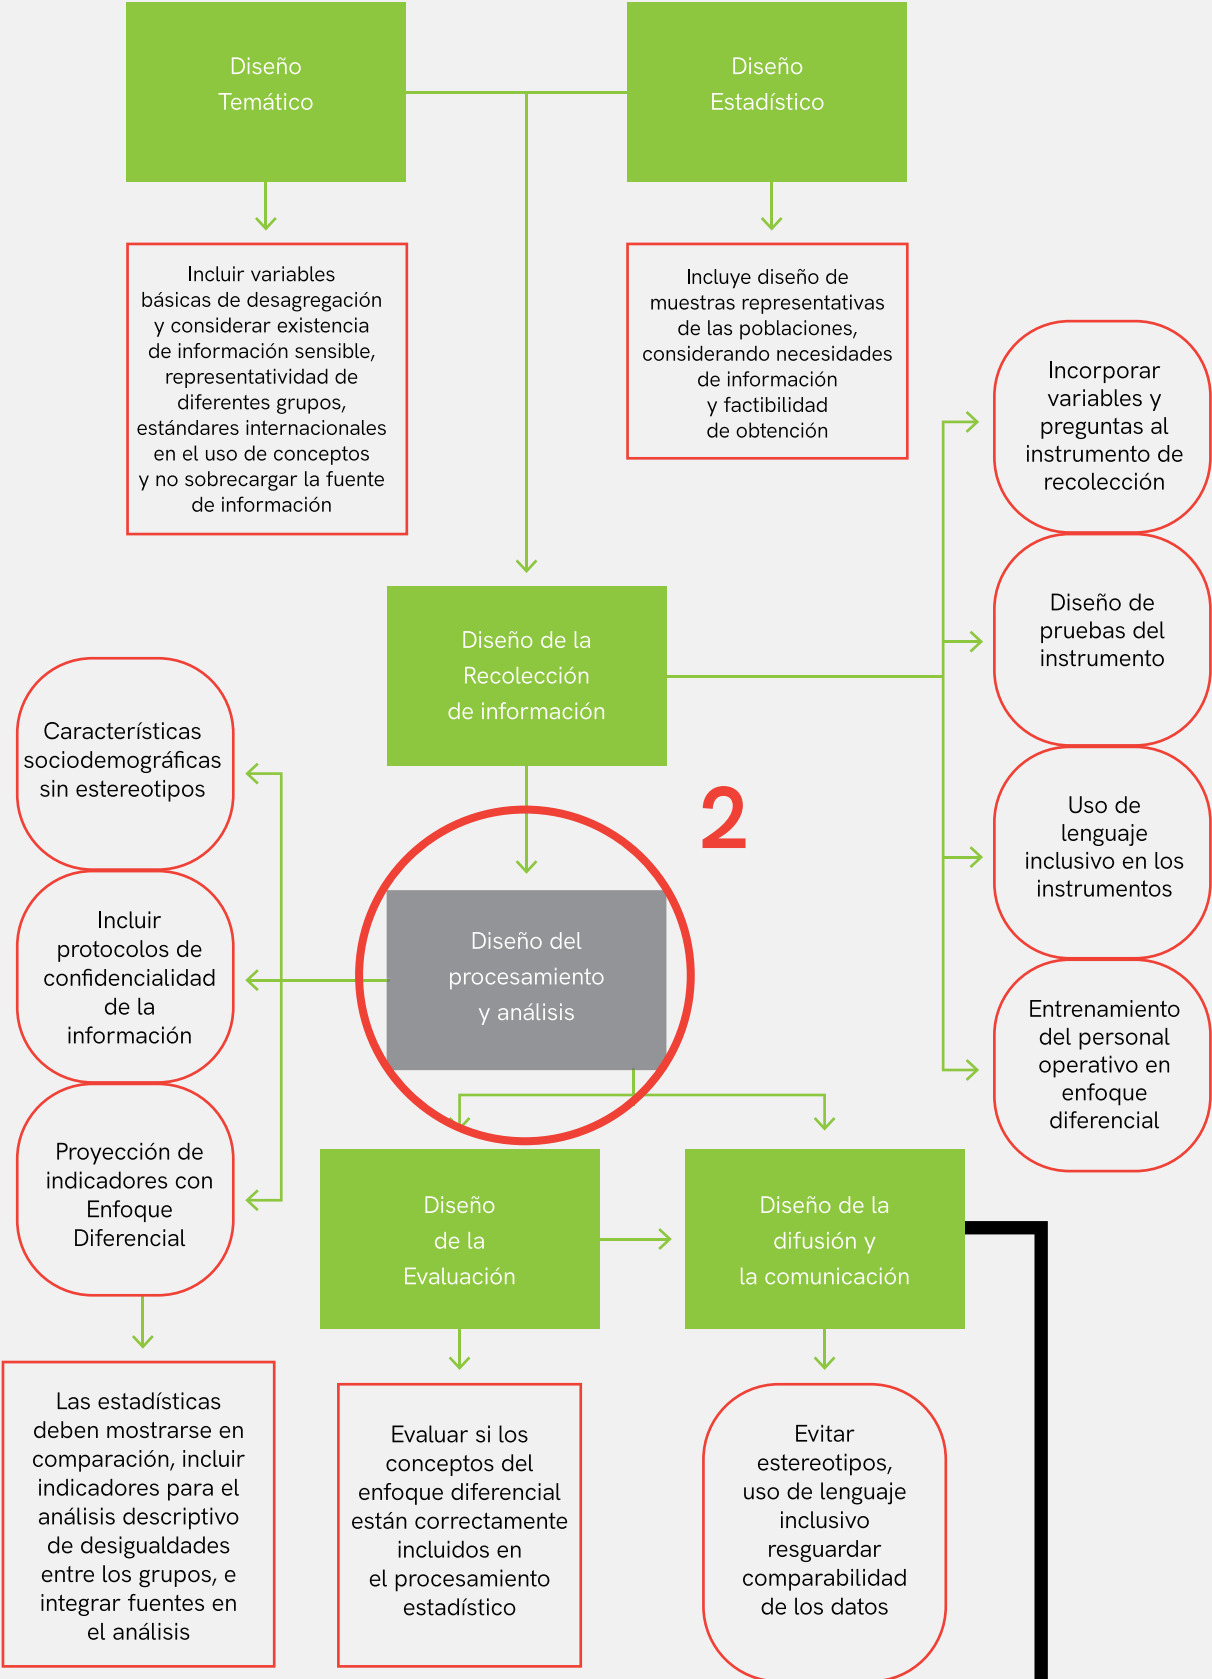 Diseño
Temático
Diseño
Estadístico
Incluir variables
básicas de desagregación
y considerar existencia
de información sensible,
representatividad de
diferentes grupos,
estándares internacionales
en el uso de conceptos
y no sobrecargar la fuente
de información
Incluye diseño de
muestras representativas
de las poblaciones,
considerando necesidades
de información
y factibilidad
de obtención
Diseño de la
Recolección
de información
Incorporar
variables y
preguntas al
instrumento de
recolección
Diseño de
pruebas del
instrumento
Uso de
lenguaje
inclusivo en los
instrumentos
Entrenamiento
del personal
operativo en
enfoque
diferencial
2
Diseño del
procesamiento
y análisis
Características
sociodemográficas
sin estereotipos
Incluir
protocolos de
confidencialidad
de la
información
Proyección de
indicadores con
Enfoque
Diferencial
Las estadísticas
deben mostrarse en
comparación, incluir
indicadores para el
análisis descriptivo
de desigualdades
entre los grupos, e
integrar fuentes en
el análisis
Diseño
de la
Evaluación
Diseño de la
difusión y
la comunicación
Evaluar si los
conceptos del
enfoque diferencial
están correctamente
incluidos en
el procesamiento
estadístico
Evitar
estereotipos,
uso de lenguaje
inclusivo
resguardar
comparabilidad
de los datos